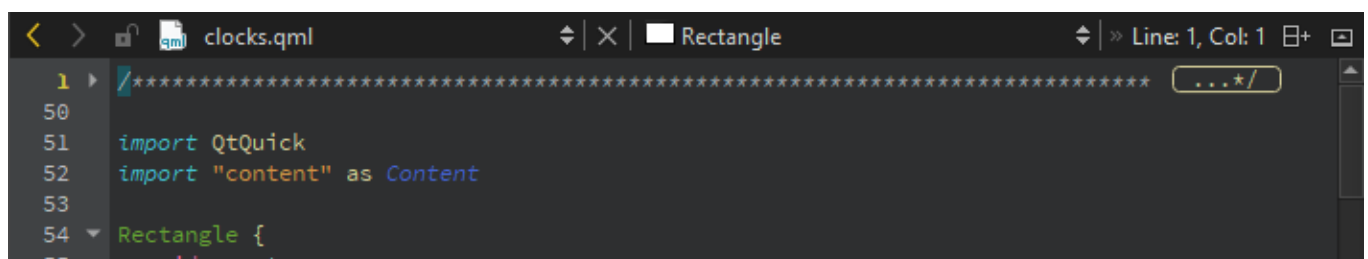 clocks.qml Rectangle » Line: 1, Col: 1
1 /***************************************************************************** ...*/
50
51 import QtQuick
52 import "content" as Content
53
54 Rectangle {